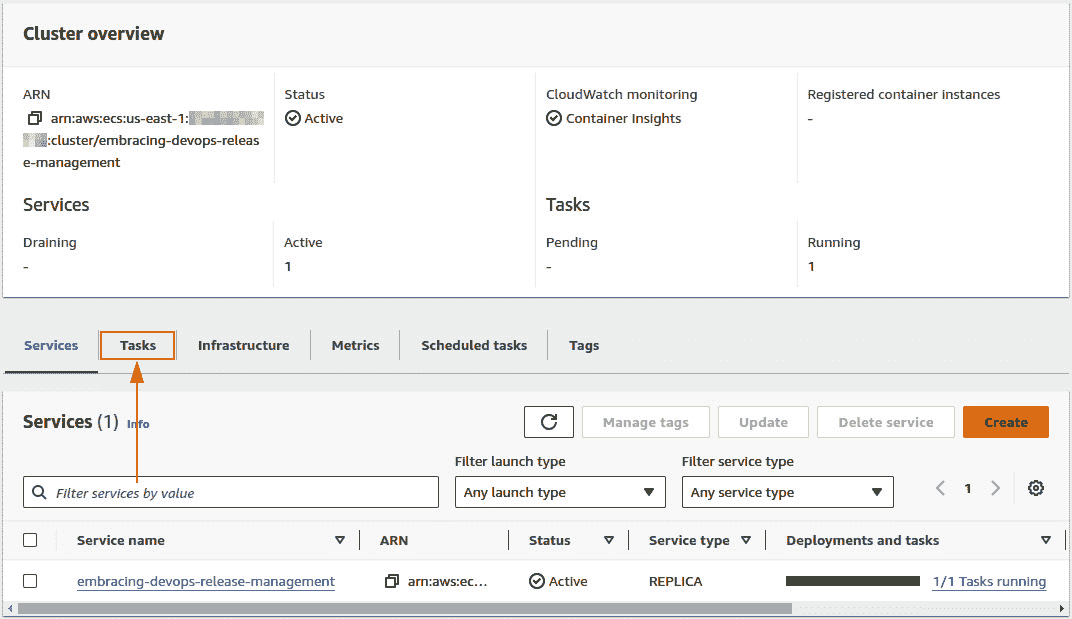 Cluster overview
ARN
arn:aws:ecs:us-east-1:
:cluster/embracing-devops-releas
e-management
Status
Active
CloudWatch monitoring
Container Insights
Registered container instances
-
Services
Tasks
Draining
-
Active
1
Pending
-
Running
1
Services Tasks Infrastructure Metrics Scheduled tasks Tags
Services (1) Info
Manage tags Update Delete service Create
Filter launch type Filter service type
Filter services by value Any launch type Any service type 1
Service name ARN Status Service type Deployments and tasks
embracing-devops-release-management arn:aws:ec... Active REPLICA 1/1 Tasks running